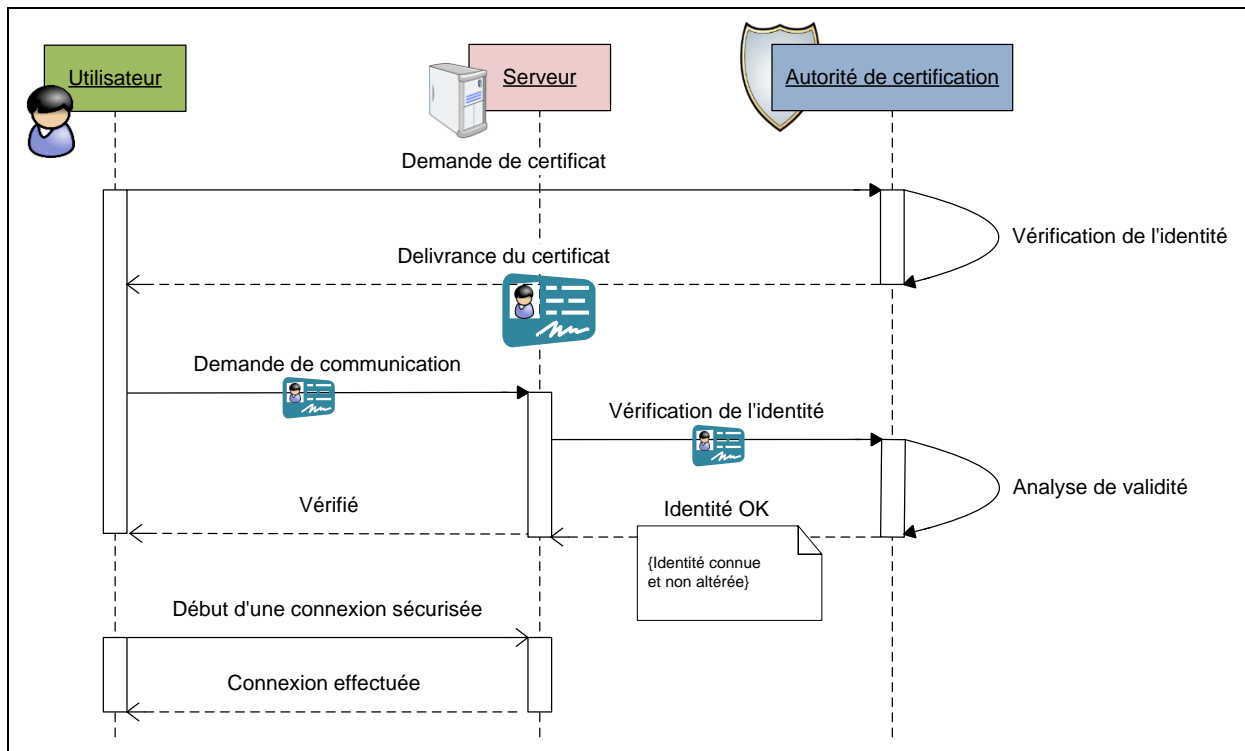 Utilisateur
Serveur
Autorité de certification
Demande de certificat
Vérification de l'identité
Delivrance du certificat
Demande de communication
Vérification de l'identité
Analyse de validité
Vérifié
Identité OK
{Identité connue
et non altérée}
Début d'une connexion sécurisée
Connexion effectuée